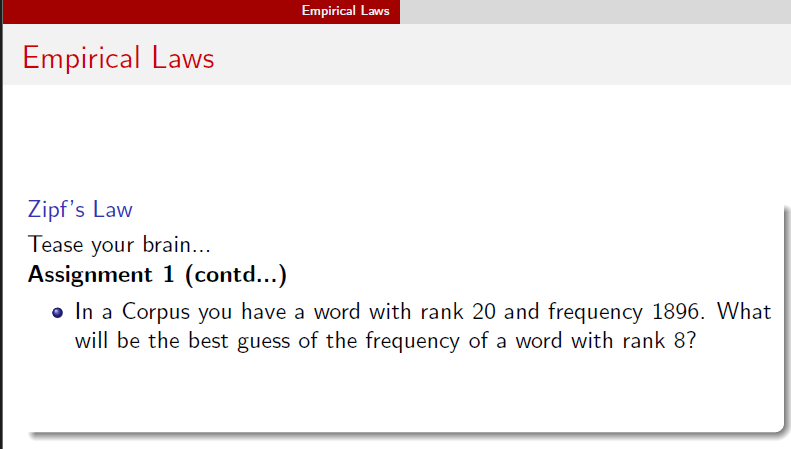 Empirical Laws
Empirical Laws
Zipf's Law
Tease your brain...
Assignment 1 (contd...)
In a Corpus you have a word with rank 20 and frequency 1896. What
will be the best guess of the frequency of a word with rank 8?